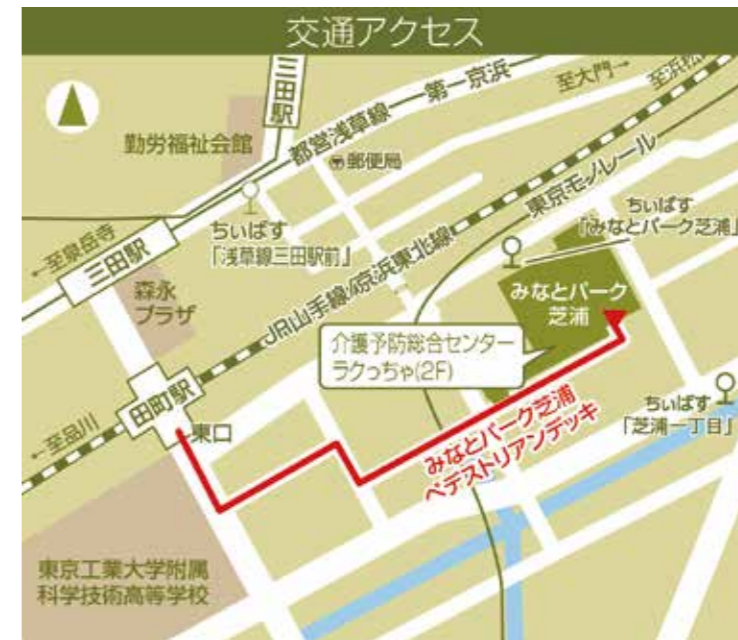 交通アクセス
三田駅
勤労福祉会館
都営浅草線
第一京浜
至大門→
至浜松
郵便局
ちぃばす
「浅草線三田駅前」
JR山手線/京浜東北線
東京モノレール
ちぃばす
「みなとパーク芝浦」
←至泉岳寺
三田駅
森永
プラザ
みなとパーク
芝浦
介護予防総合センター
ラクっちゃ(2F)
田町駅
東口
←至品川
みなとパーク芝浦
ペデストリアンデッキ
ちぃばす
「芝浦一丁目」
東京工業大学附属
科学技術高等学校